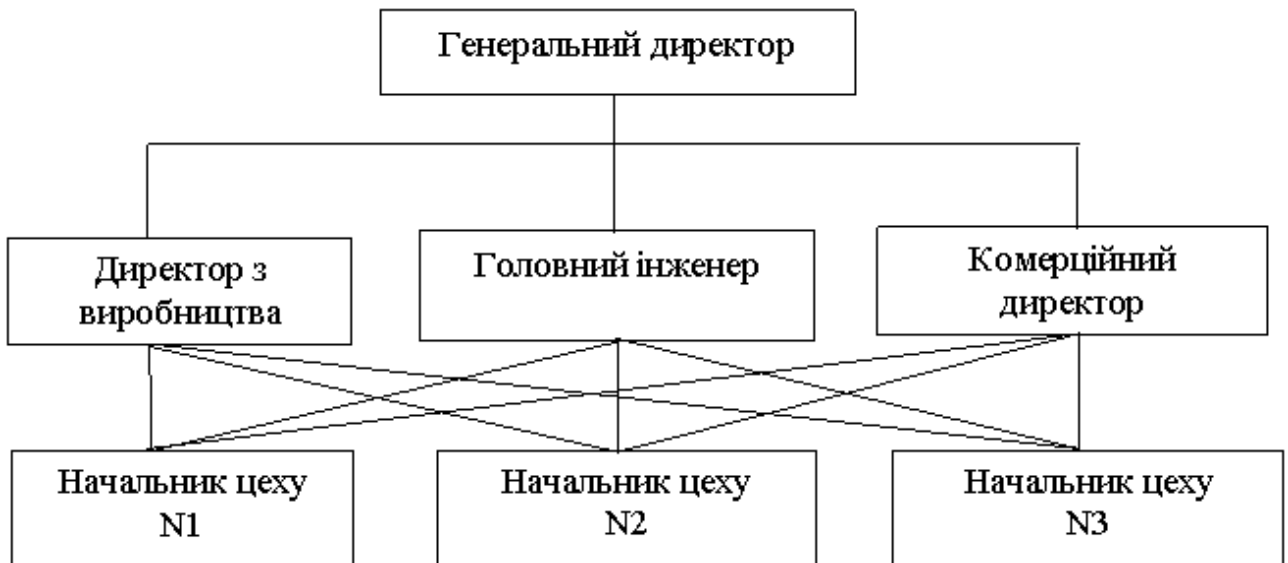 Генеральний директор
Директор з
виробництва
Головний інженер
Комерційний
директор
Начальник цеху
N1
Начальник цеху
N2
Начальник цеху
N3